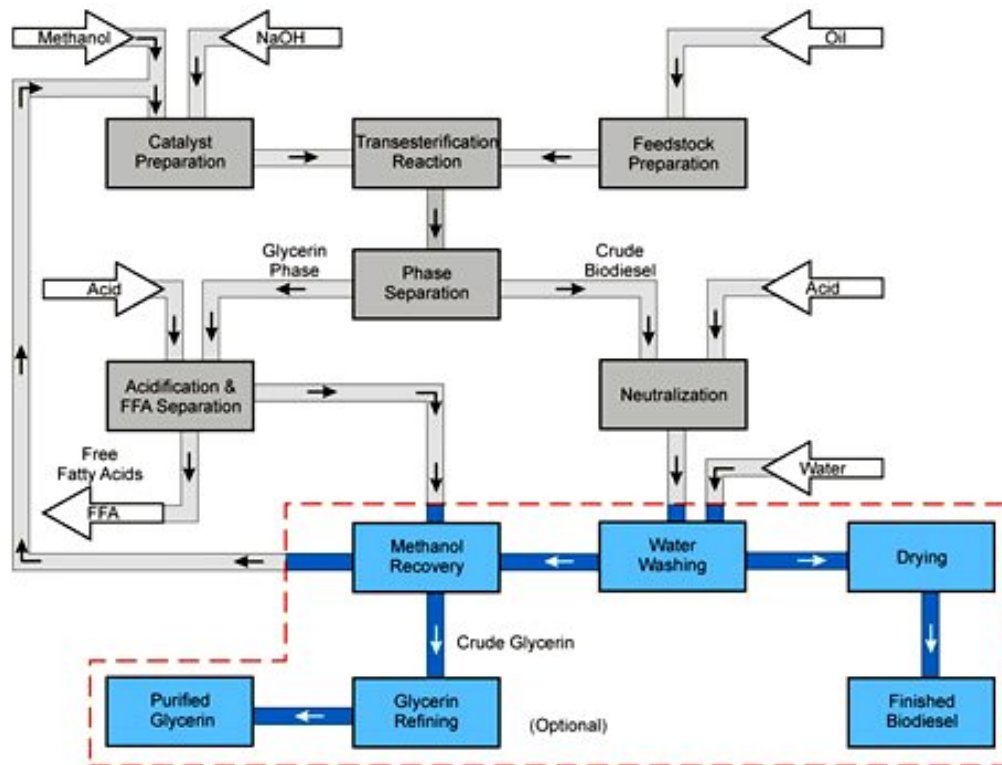 Methanol
NaOH
Oil
Catalyst
Preparation
Transesterification
Reaction
Feedstock
Preparation
Glycerin
Phase
Crude
Biodiesel
Acid
Phase
Separation
Acid
Acidification &
FFA Separation
Neutralization
Free
Fatty Acids
FFA
Water
Methanol
Recovery
Water
Washing
Drying
Crude Glycerin
Purified
Glycerin
Glycerin
Refining
(Optional)
Finished
Biodiesel